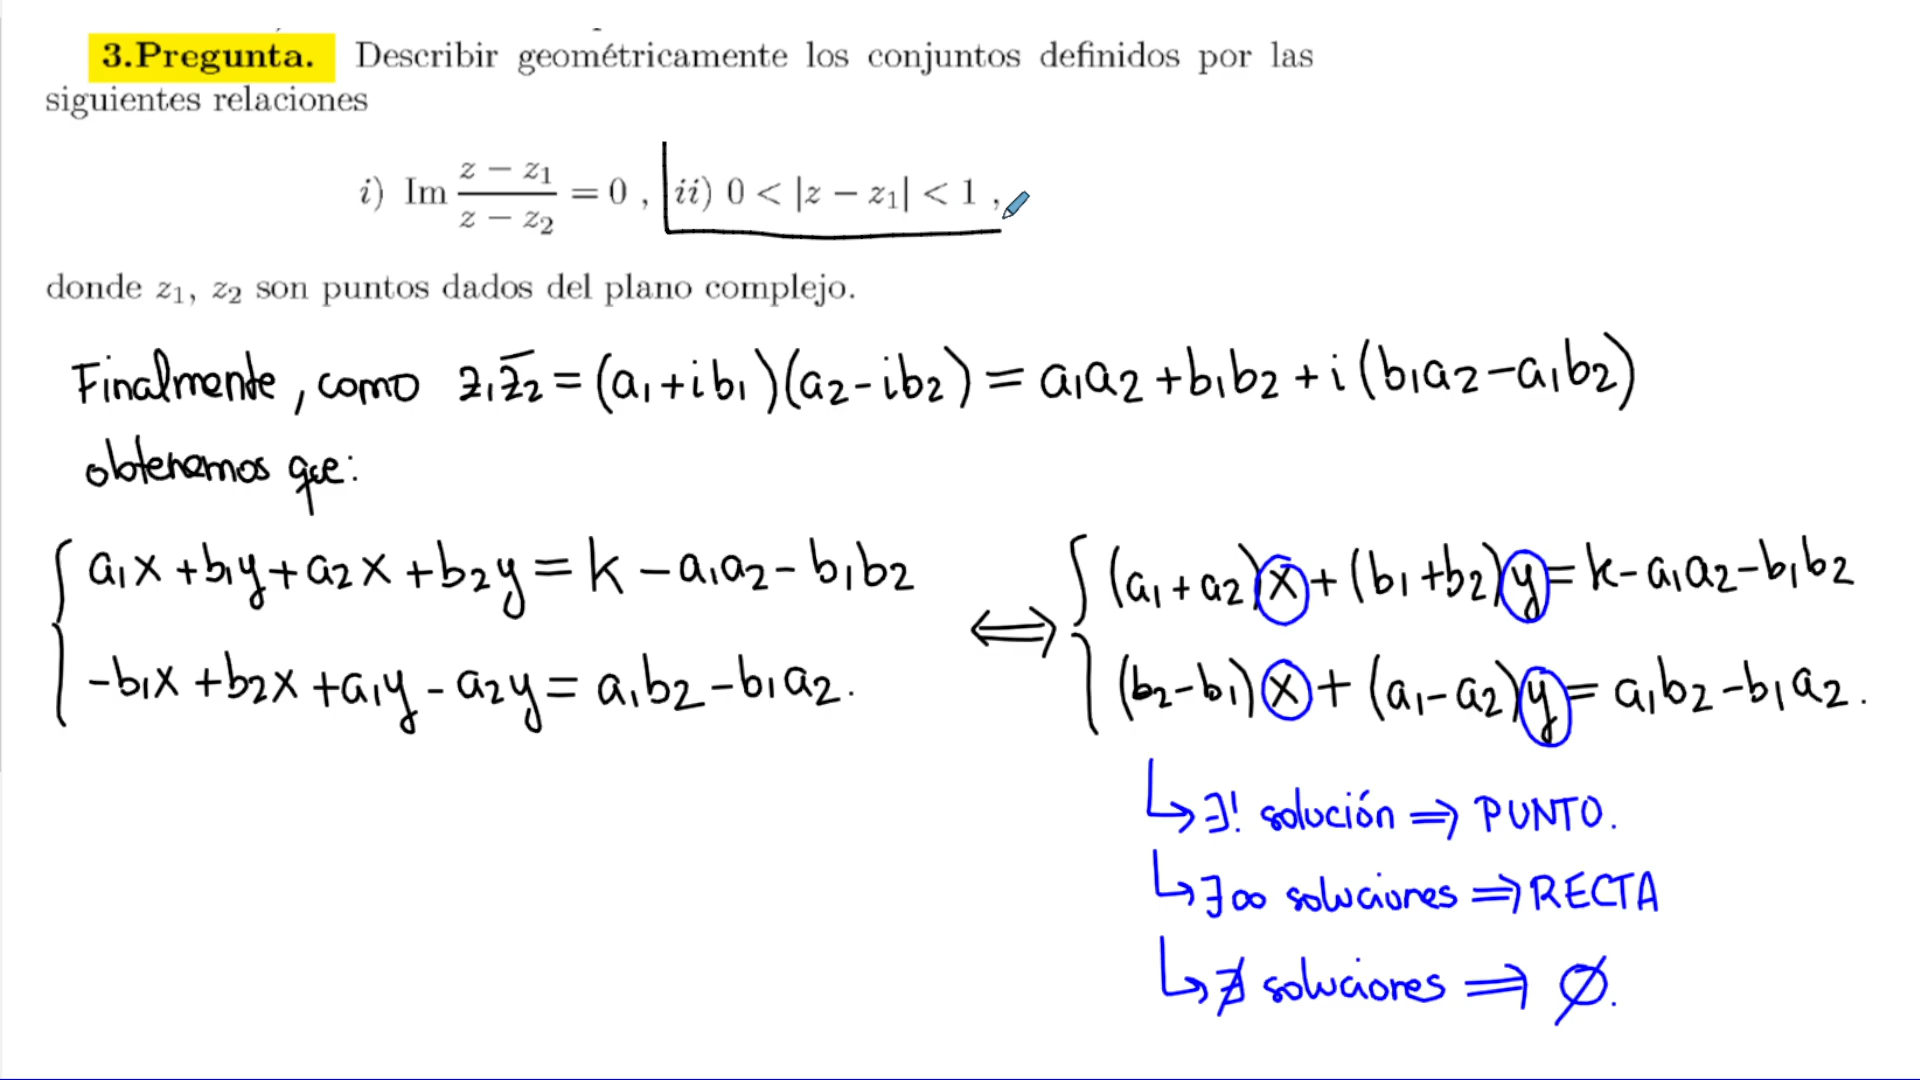 3.Pregunta. Describir geométricamente los conjuntos definidos por las
siguientes relaciones
i) Im (z − z₁)/(z − z₂) = 0 , ii) 0 < |z − z₁| < 1 ,
donde z₁, z₂ son puntos dados del plano complejo.
Finalmente, como z₁z̄₂ = (a₁+ib₁)(a₂-ib₂) = a₁a₂+b₁b₂+i(b₁a₂-a₁b₂)
obtenemos que:
{ a₁x+b₁y+a₂x+b₂y = k-a₁a₂-b₁b₂
-b₁x+b₂x+a₁y-a₂y = a₁b₂-b₁a₂.
⟺ { (a₁+a₂)x+(b₁+b₂)y = k-a₁a₂-b₁b₂
(b₂-b₁)x+(a₁-a₂)y = a₁b₂-b₁a₂.
↳ ∃! solución ⟹ PUNTO.
↳ ∃∞ soluciones ⟹ RECTA
↳ ∄ soluciones ⟹ ∅.